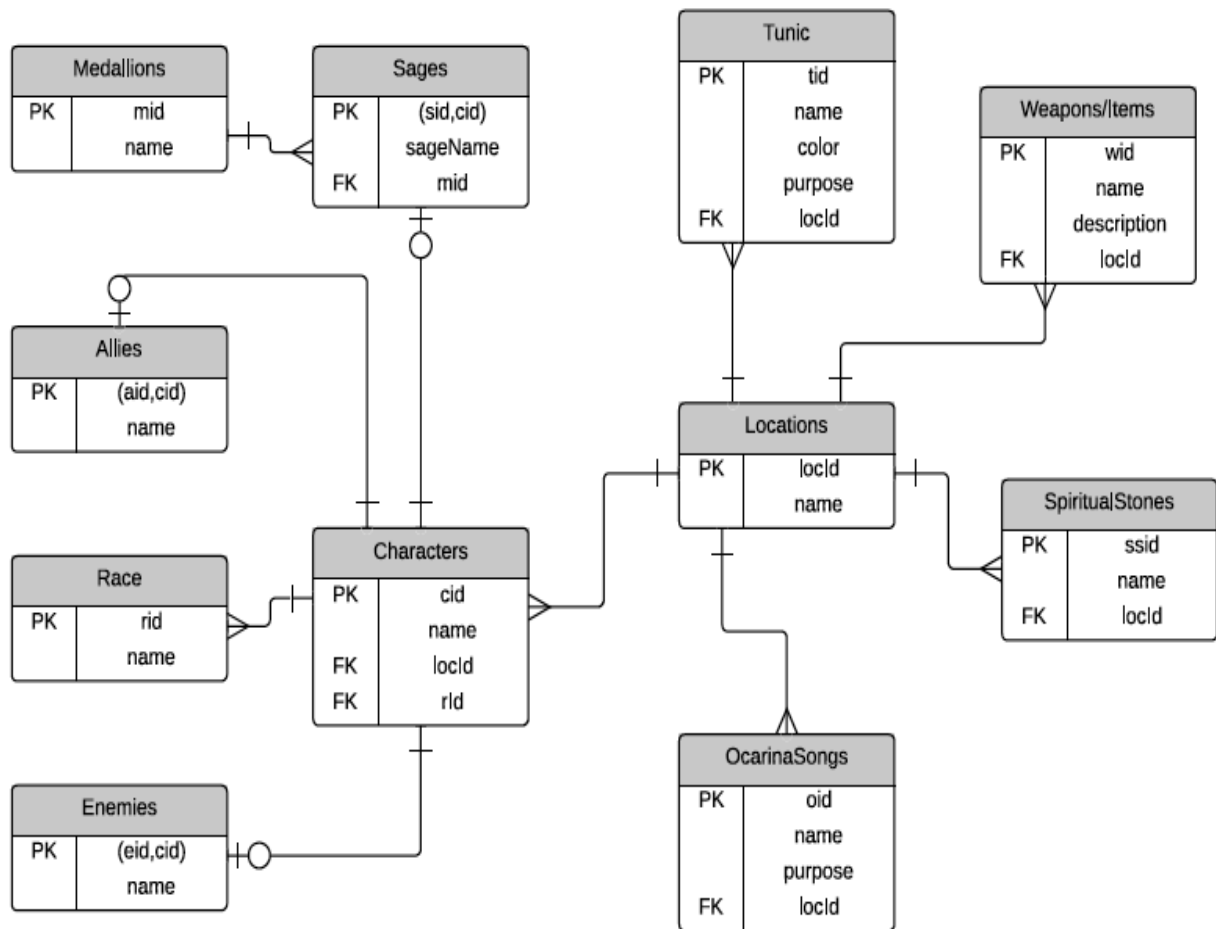 Medallions
PK mid
name
Sages
PK (sid,cid)
sageName
FK mid
Tunic
PK tid
name
color
purpose
FK locId
Weapons/Items
PK wid
name
description
FK locId
Allies
PK (aid,cid)
name
Locations
PK locId
name
SpiritualStones
PK ssid
name
FK locId
Race
PK rid
name
Characters
PK cid
name
FK locId
FK rId
Enemies
PK (eid,cid)
name
OcarinaSongs
PK oid
name
purpose
FK locId